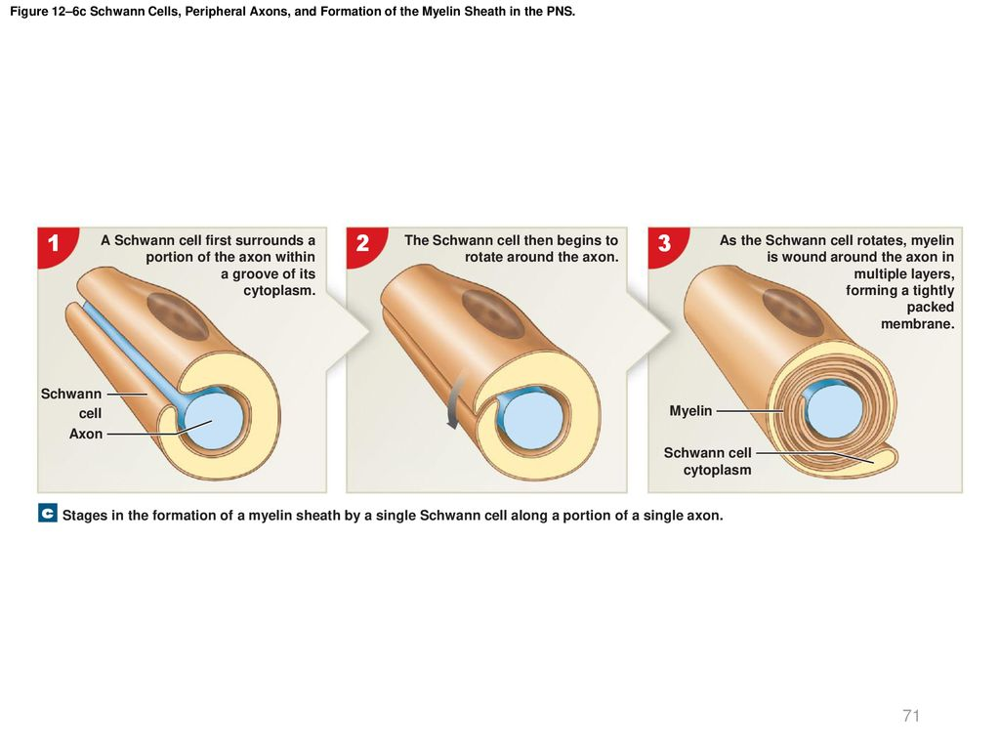 Figure 12–6c Schwann Cells, Peripheral Axons, and Formation of the Myelin Sheath in the PNS.
1
A Schwann cell first surrounds a
portion of the axon within
a groove of its
cytoplasm.
Schwann
cell
Axon
2
The Schwann cell then begins to
rotate around the axon.
3
As the Schwann cell rotates, myelin
is wound around the axon in
multiple layers,
forming a tightly
packed
membrane.
Myelin
Schwann cell
cytoplasm
c Stages in the formation of a myelin sheath by a single Schwann cell along a portion of a single axon.
71